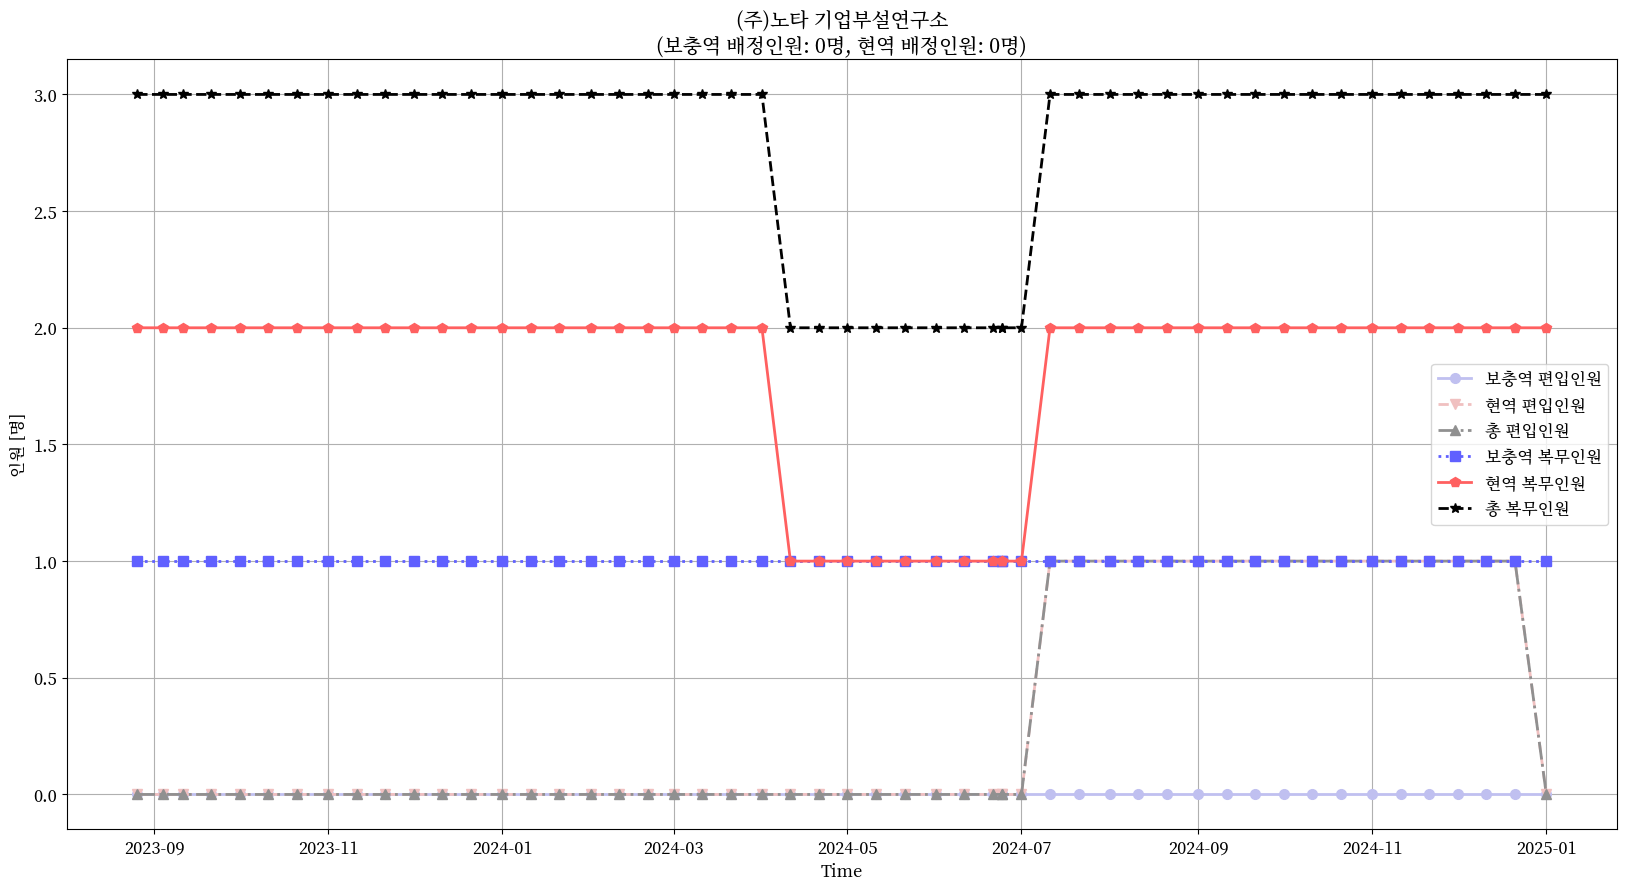 (주)노타 기업부설연구소
(보충역 배정인원: 0명, 현역 배정인원: 0명)
인원 [명]
3.0
2.5
2.0
1.5
1.0
0.5
0.0
보충역 편입인원
현역 편입인원
총 편입인원
보충역 복무인원
현역 복무인원
총 복무인원
2023-09 2023-11 2024-01 2024-03 2024-05 2024-07 2024-09 2024-11 2025-01
Time